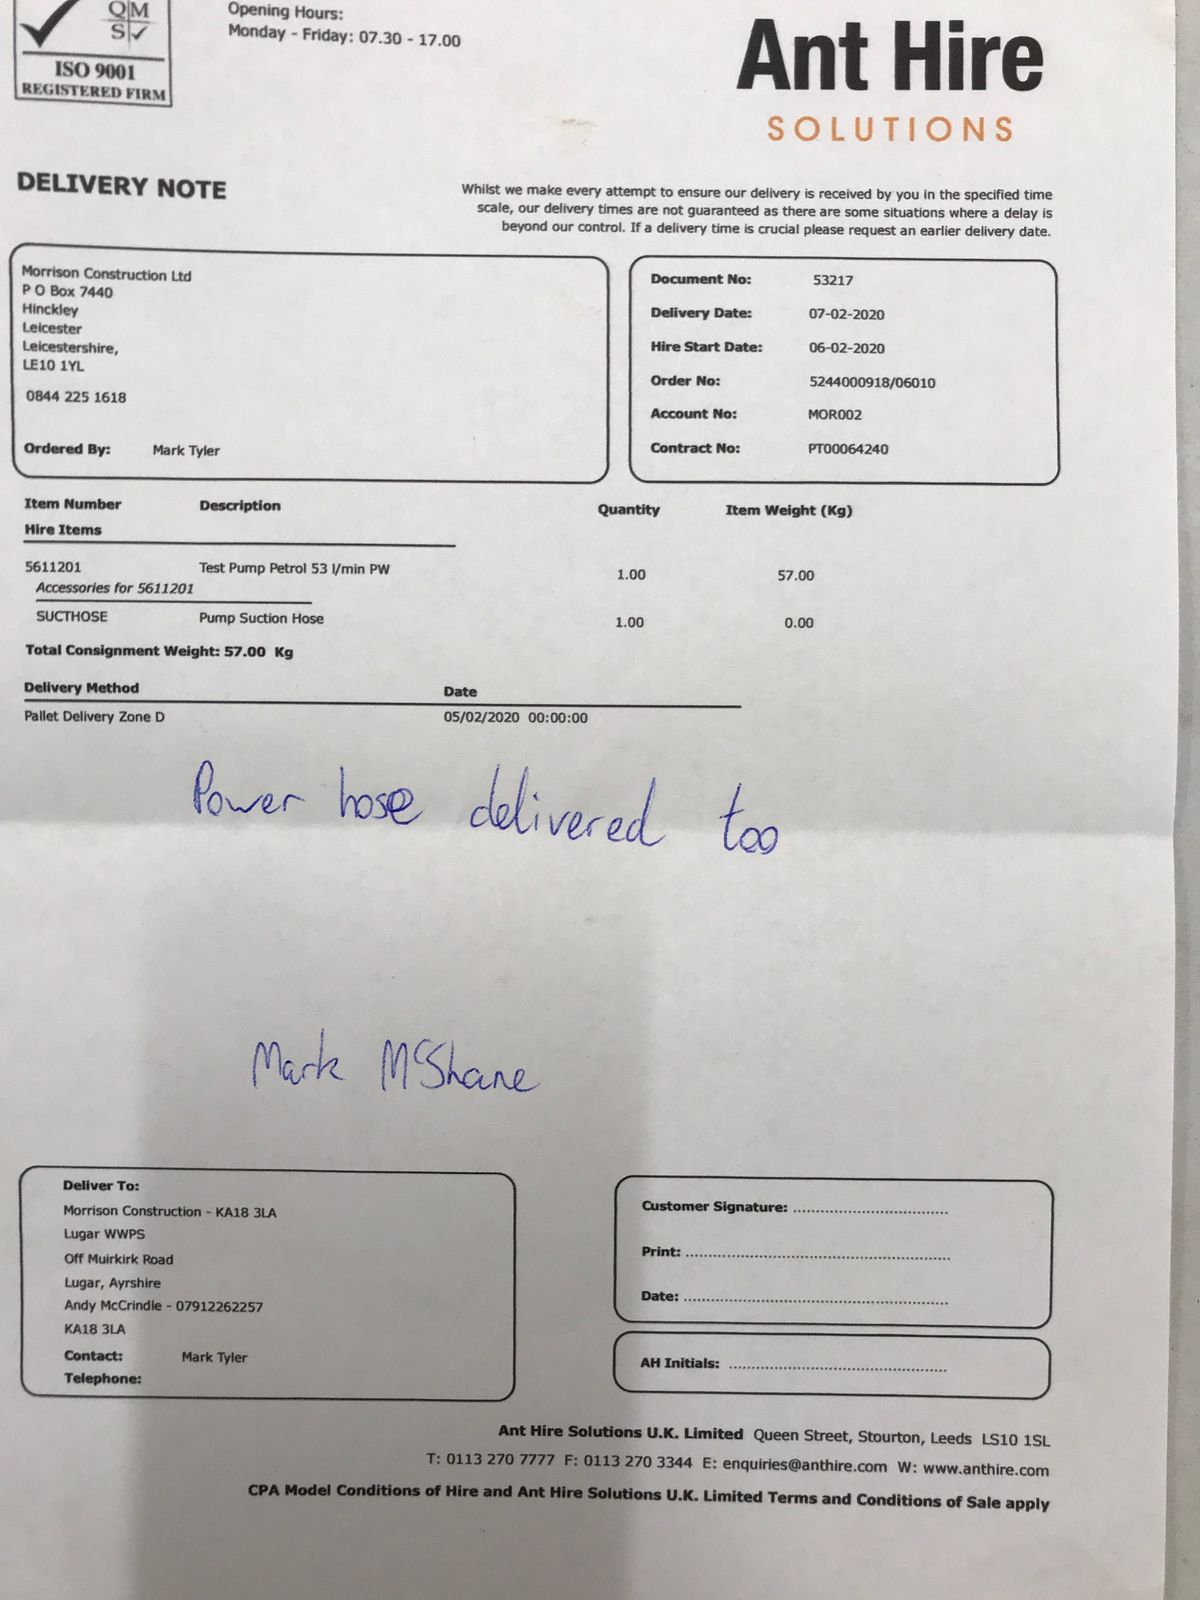 QM
S
ISO 9001
REGISTERED FIRM
Opening Hours:
Monday - Friday: 07.30 - 17.00
Ant Hire
SOLUTIONS
DELIVERY NOTE
Whilst we make every attempt to ensure our delivery is received by you in the specified time
scale, our delivery times are not guaranteed as there are some situations where a delay is
beyond our control. If a delivery time is crucial please request an earlier delivery date.
Morrison Construction Ltd
P O Box 7440
Hinckley
Leicester
Leicestershire,
LE10 1YL
0844 225 1618
Ordered By: Mark Tyler
Document No: 53217
Delivery Date: 07-02-2020
Hire Start Date: 06-02-2020
Order No: 5244000918/06010
Account No: MOR002
Contract No: PT00064240
Item Number Description Quantity Item Weight (Kg)
Hire Items
5611201 Test Pump Petrol 53 l/min PW 1.00 57.00
Accessories for 5611201
SUCTHOSE Pump Suction Hose 1.00 0.00
Total Consignment Weight: 57.00 Kg
Delivery Method Date
Pallet Delivery Zone D 05/02/2020 00:00:00
Power hose delivered too
Mark McShane
Deliver To:
Morrison Construction - KA18 3LA
Lugar WWPS
Off Muirkirk Road
Lugar, Ayrshire
Andy McCrindle - 07912262257
KA18 3LA
Contact: Mark Tyler
Telephone:
Customer Signature: ................................
Print: ................................
Date: ................................
AH Initials: ................................
Ant Hire Solutions U.K. Limited Queen Street, Stourton, Leeds LS10 1SL
T: 0113 270 7777 F: 0113 270 3344 E: enquiries@anthire.com W: www.anthire.com
CPA Model Conditions of Hire and Ant Hire Solutions U.K. Limited Terms and Conditions of Sale apply